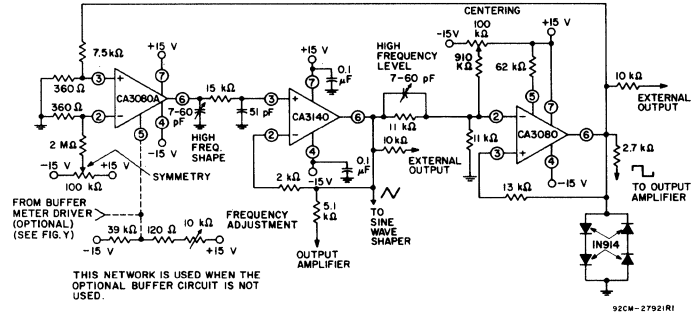 CENTERING
100
kΩ
-15 V
+15 V
7.5 kΩ
+15 V
+15 V
0.1
μF
HIGH
FREQUENCY
LEVEL
7-60 pF
910
KΩ
62 kΩ
10 kΩ
EXTERNAL
OUTPUT
360 Ω
3
7
CA3080A
6
15 kΩ
7-60
pF
51 pF
3
7
CA3140
6
11 kΩ
2
5
7
CA3080
6
360 Ω
2
4
5
-15 V
HIGH
FREQ.
SHAPE
2
4
10kΩ
EXTERNAL
OUTPUT
11
kΩ
3
4
-15 V
2.7 kΩ
TO OUTPUT
AMPLIFIER
2 MΩ
-15 V
+15 V
100 kΩ
SYMMETRY
0.1
μF
-15V
2 kΩ
5.1
kΩ
13 kΩ
FROM BUFFER
METER DRIVER
(OPTIONAL)
(SEE FIG.Y)
FREQUENCY
ADJUSTMENT
10 kΩ
39 kΩ
120 Ω
-15 V
+15 V
OUTPUT
AMPLIFIER
TO
SINE
WAVE
SHAPER
1N914
THIS NETWORK IS USED WHEN THE
OPTIONAL BUFFER CIRCUIT IS NOT
USED.
92CM-27921R1